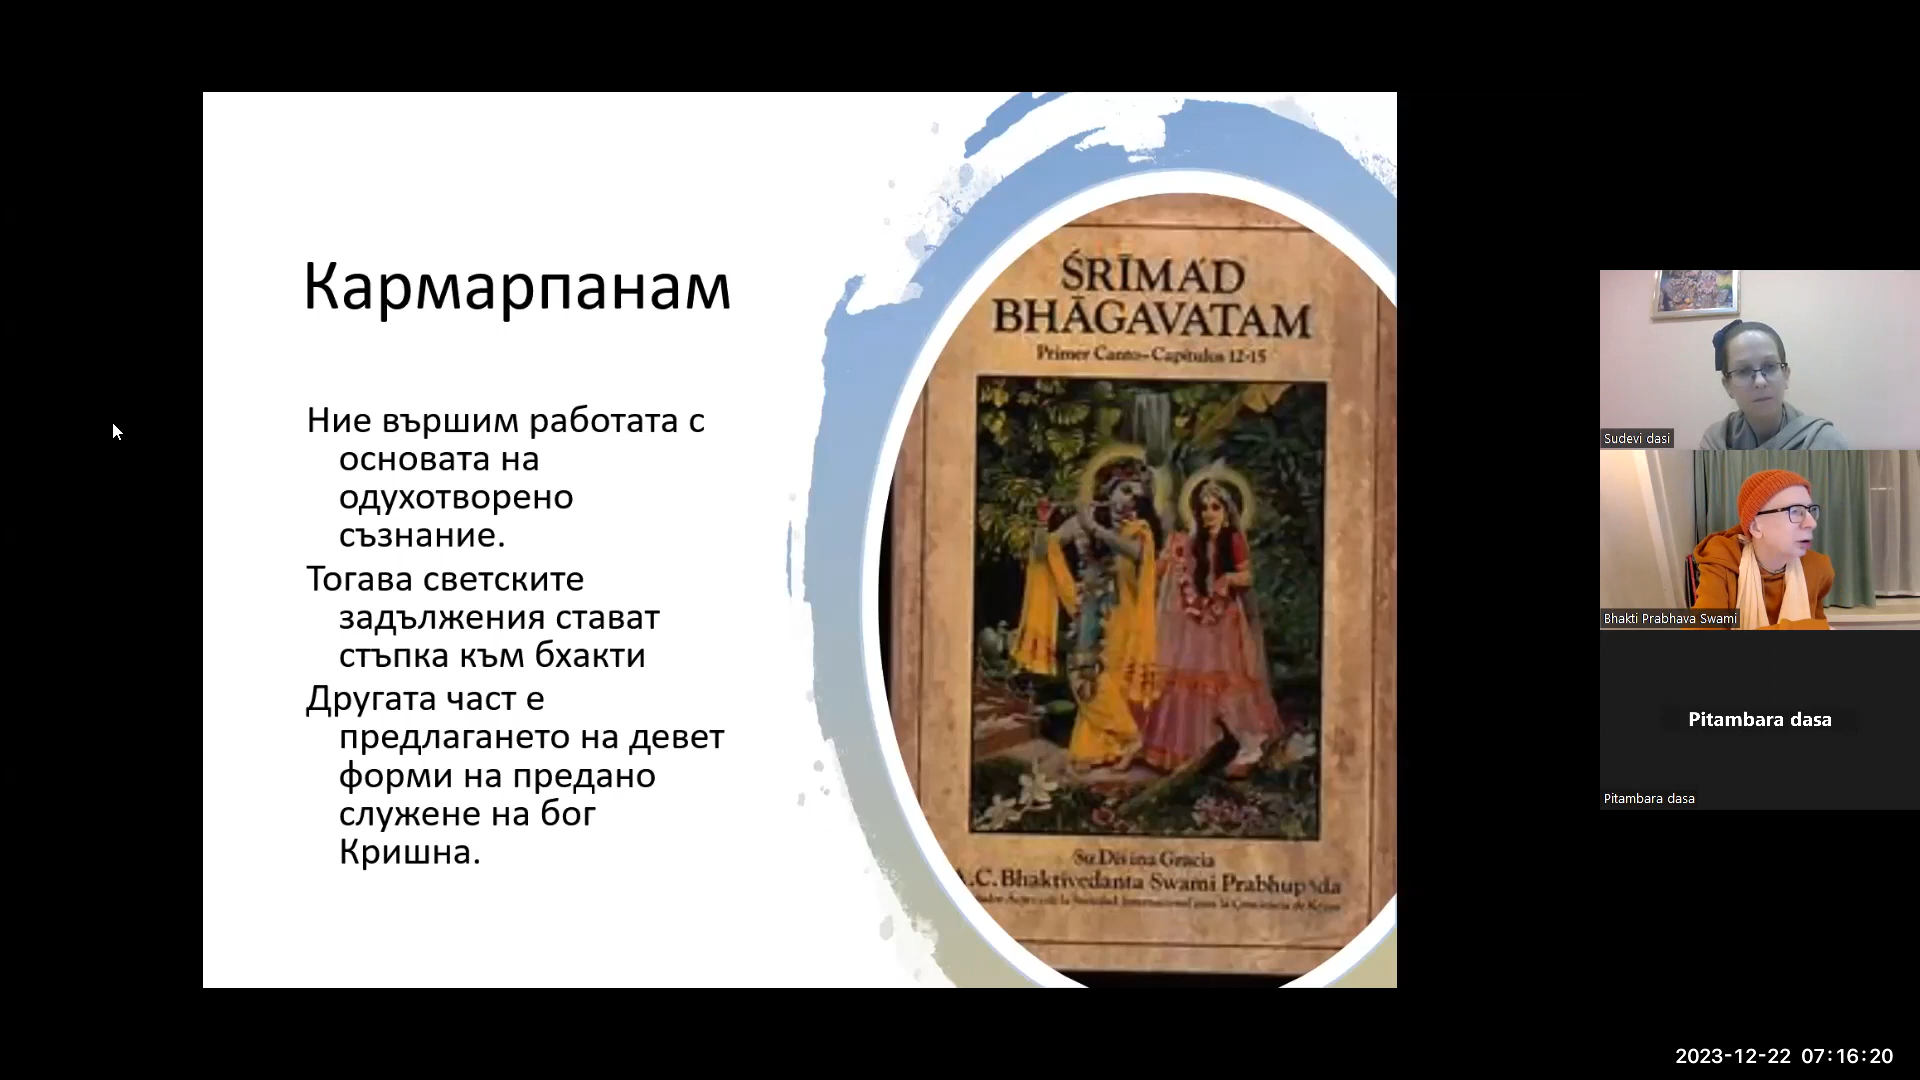 Кармарпанам
Ние вършим работата с
основата на
одухотворено
съзнание.
Тогава светските
задължения стават
стъпка към бхакти
Другата част е
предлагането на девет
форми на предано
служене на бог
Кришна.
ŚRĪMAD
BHĀGAVATAM
Primer Canto–Capítulos 12-15
Su Divina Gracia
A.C. Bhaktivedanta Swami Prabhupāda
Sudevi dasi
Bhakti Prabhava Swami
Pitambara dasa
Pitambara dasa
2023-12-22 07:16:20